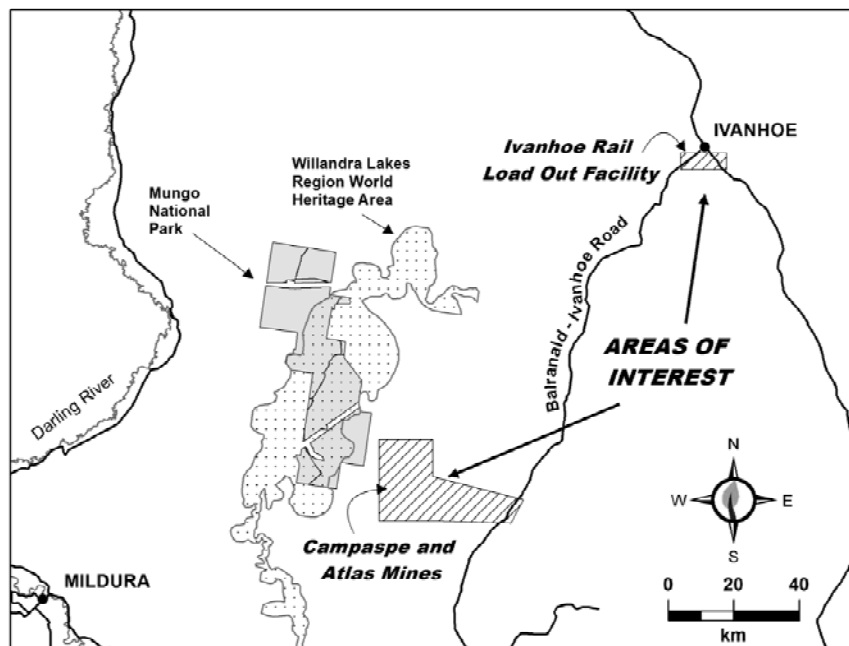 IVANHOE
Ivanhoe Rail
Load Out Facility
Willandra Lakes
Region World
Heritage Area
Mungo
National
Park
Balranald - Ivanhoe Road
AREAS OF
INTEREST
Darling River
Campaspe and
Atlas Mines
MILDURA
N
W
E
S
0
20
40
km